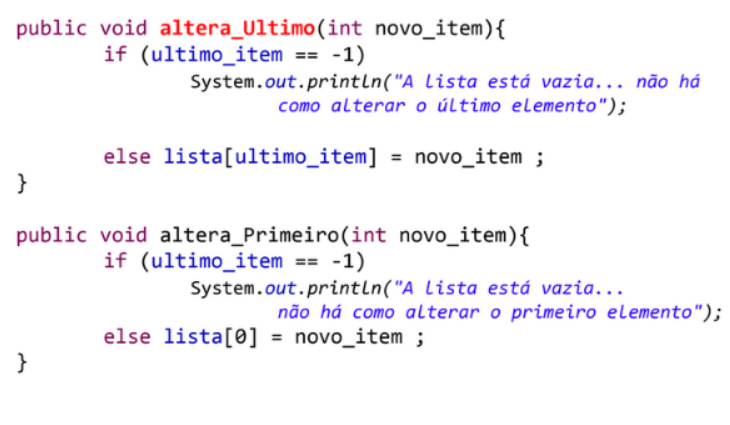 public void altera_Ultimo(int novo_item){
if (ultimo_item == -1)
System.out.println("A lista está vazia... não há
como alterar o último elemento");
else lista[ultimo_item] = novo_item ;
}
public void altera_Primeiro(int novo_item){
if (ultimo_item == -1)
System.out.println("A lista está vazia...
não há como alterar o primeiro elemento");
else lista[0] = novo_item ;
}